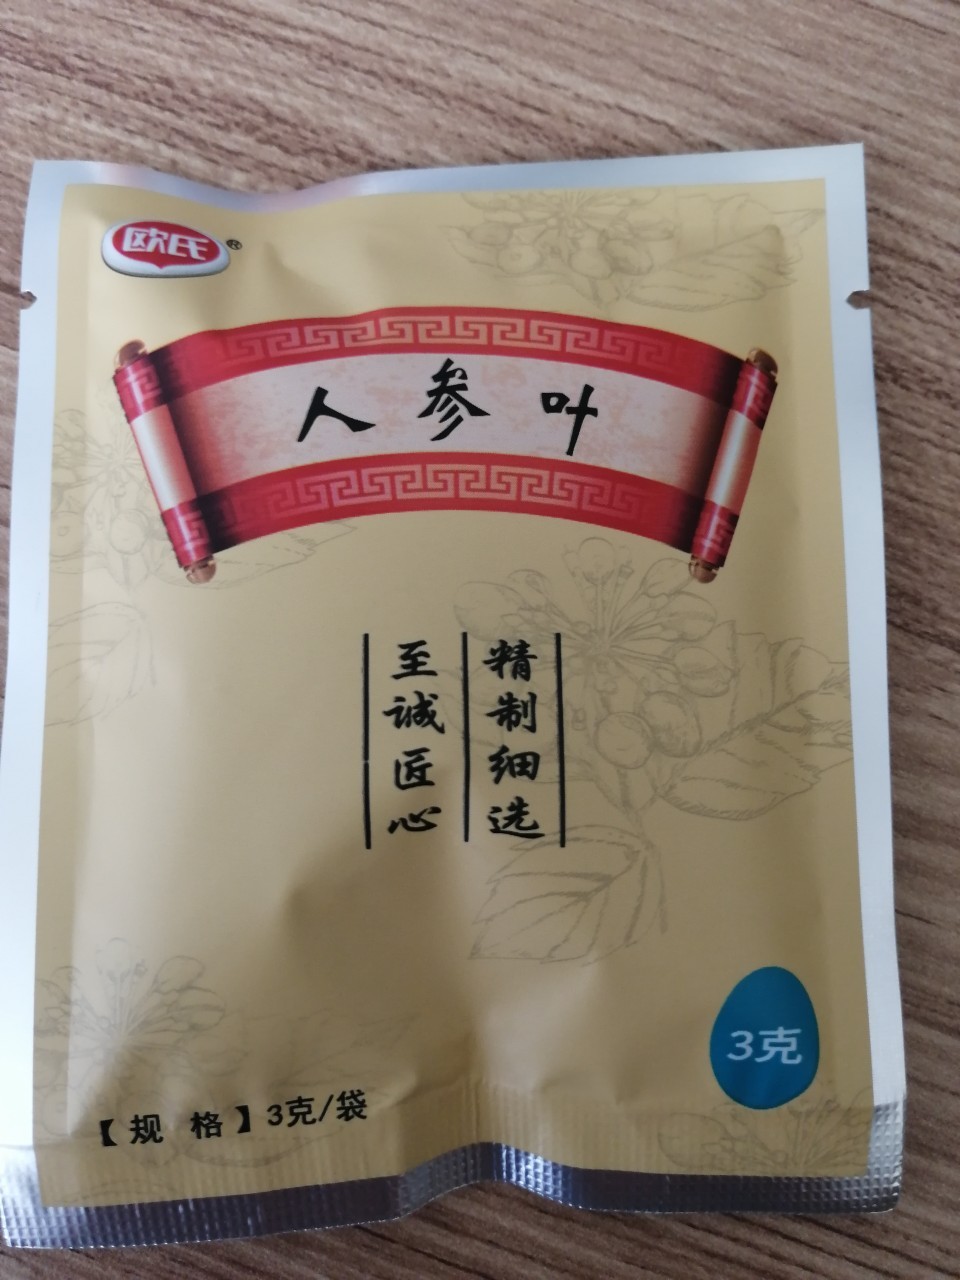 欧氏®
人参叶
精制细选
至诚匠心
3克
【规 格】3克/袋